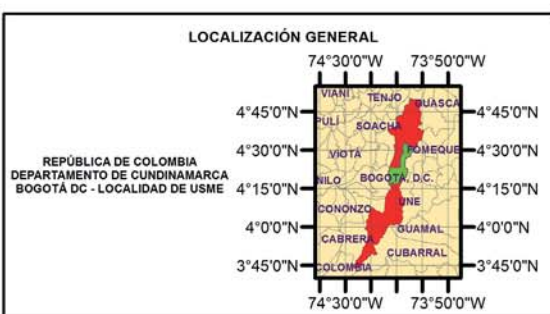 LOCALIZACIÓN GENERAL
74°30'0"W 73°50'0"W
VIANI TENJO GUASCA
4°45'0"N 4°45'0"N
PULÍ SOACHA
4°30'0"N VIOTÁ FOMEQUE 4°30'0"N
REPÚBLICA DE COLOMBIA
DEPARTAMENTO DE CUNDINAMARCA
BOGOTÁ DC - LOCALIDAD DE USME
4°15'0"N NILO BOGOTÁ, D.C. 4°15'0"N
CONONZO UNE
4°0'0"N GUAMAL 4°0'0"N
CABRERA CUBARRAL
3°45'0"N COLOMBIA 3°45'0"N
74°30'0"W 73°50'0"W